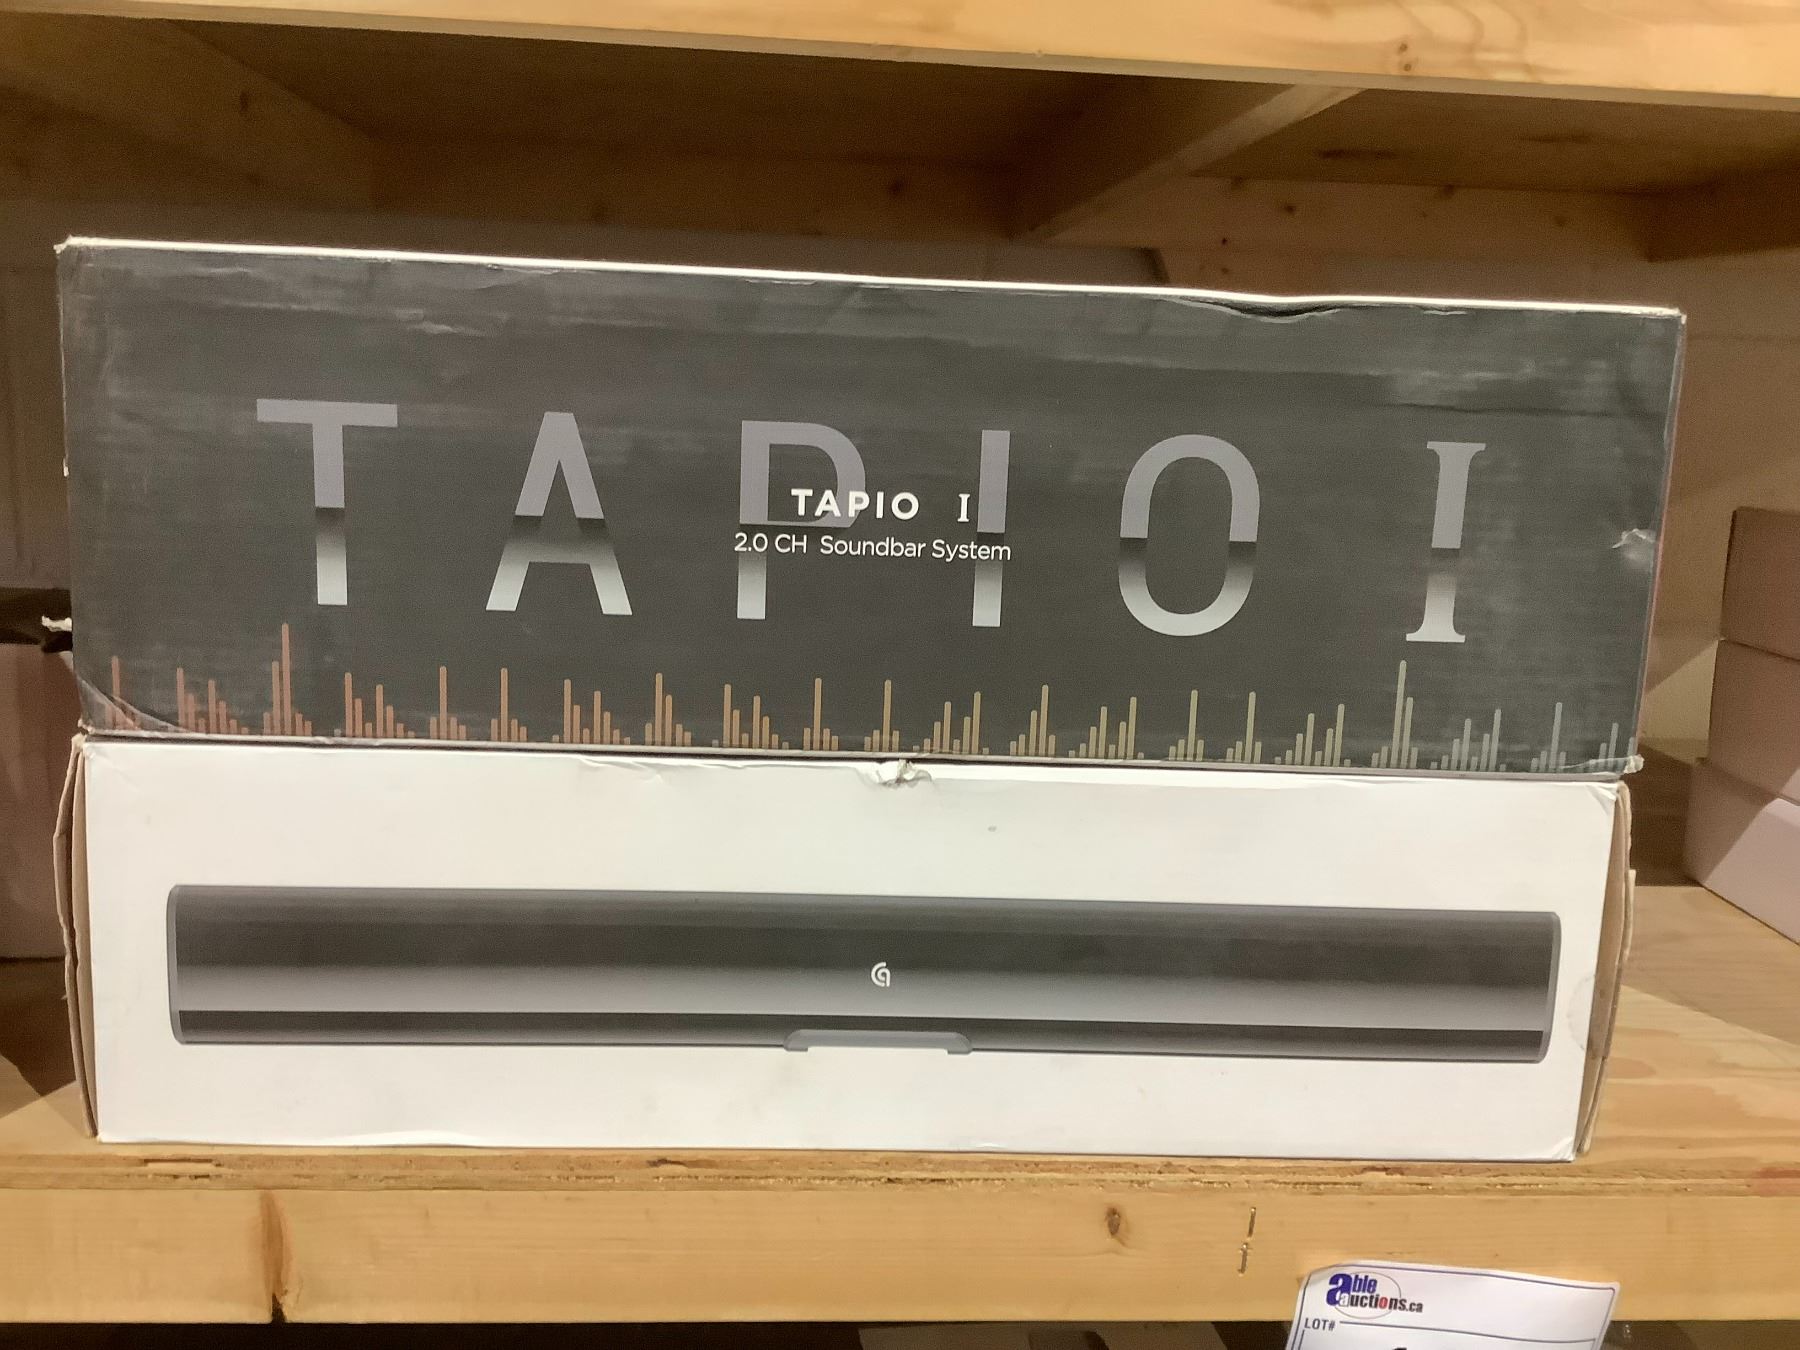 TAPIO I
TAPIO I
2.0 CH Soundbar System
able auctions.ca
LOT#